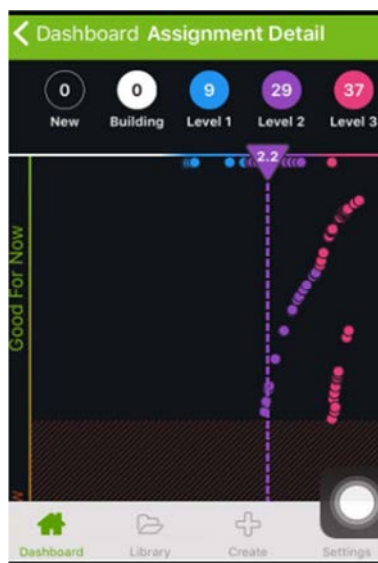 Dashboard Assignment Detail
0 0 9 29 37
New Building Level 1 Level 2 Level 3
2.2
Good For Now
Dashboard Library Create Settings